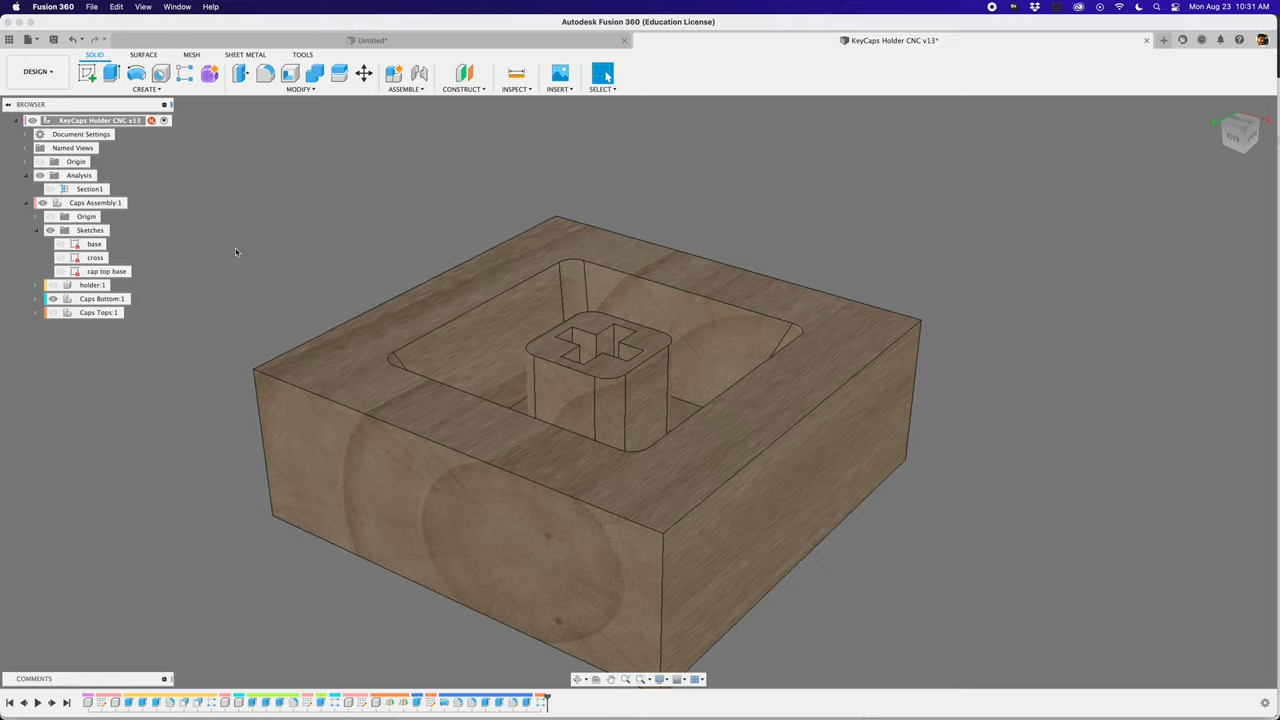 Fusion 360 File Edit View Window Help Mon Aug 23 10:31 AM
Autodesk Fusion 360 (Education License)
Untitled* KeyCaps Holder CNC v13*
SOLID SURFACE MESH SHEET METAL TOOLS
DESIGN
CREATE MODIFY ASSEMBLE CONSTRUCT INSPECT INSERT SELECT
BROWSER
KeyCaps Holder CNC v13
Document Settings
Named Views
Origin
Analysis
Section1
Caps Assembly:1
Origin
Sketches
base
cross
cap top base
holder:1
Caps Bottom:1
Caps Tops:1
COMMENTS